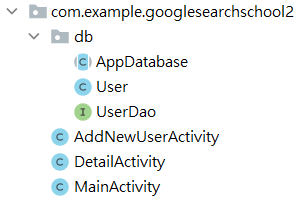 com.example.googlesearchschool2
db
C AppDatabase
C User
I UserDao
C AddNewUserActivity
C DetailActivity
C MainActivity